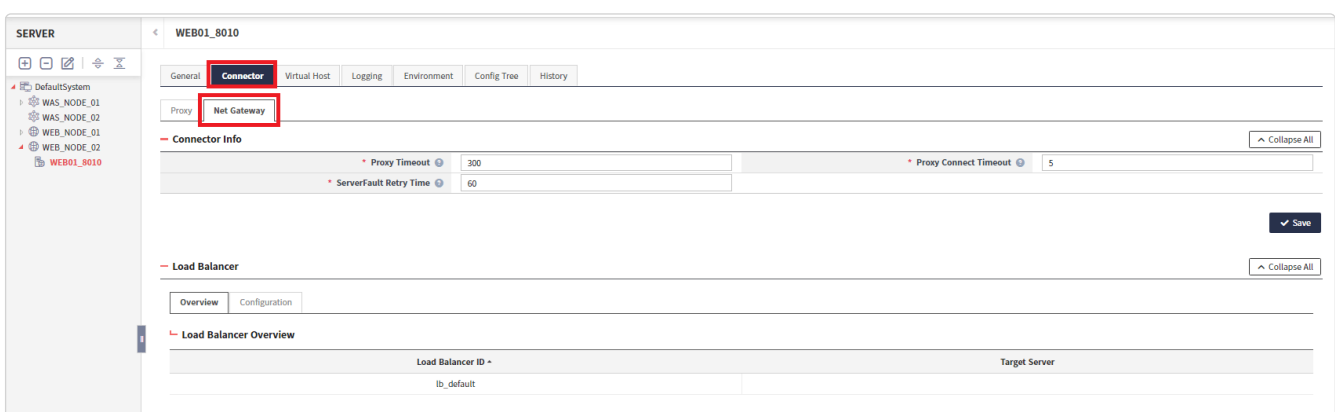 SERVER
WEB01_8010
DefaultSystem
WAS_NODE_01
WAS_NODE_02
WEB_NODE_01
WEB_NODE_02
WEB01_8010
General Connector Virtual Host Logging Environment Config Tree History
Proxy Net Gateway
Connector Info Collapse All
* Proxy Timeout ? 300 * Proxy Connect Timeout ? 5
* ServerFault Retry Time ? 60
Save
Load Balancer Collapse All
Overview Configuration
Load Balancer Overview
Load Balancer ID Target Server
lb_default